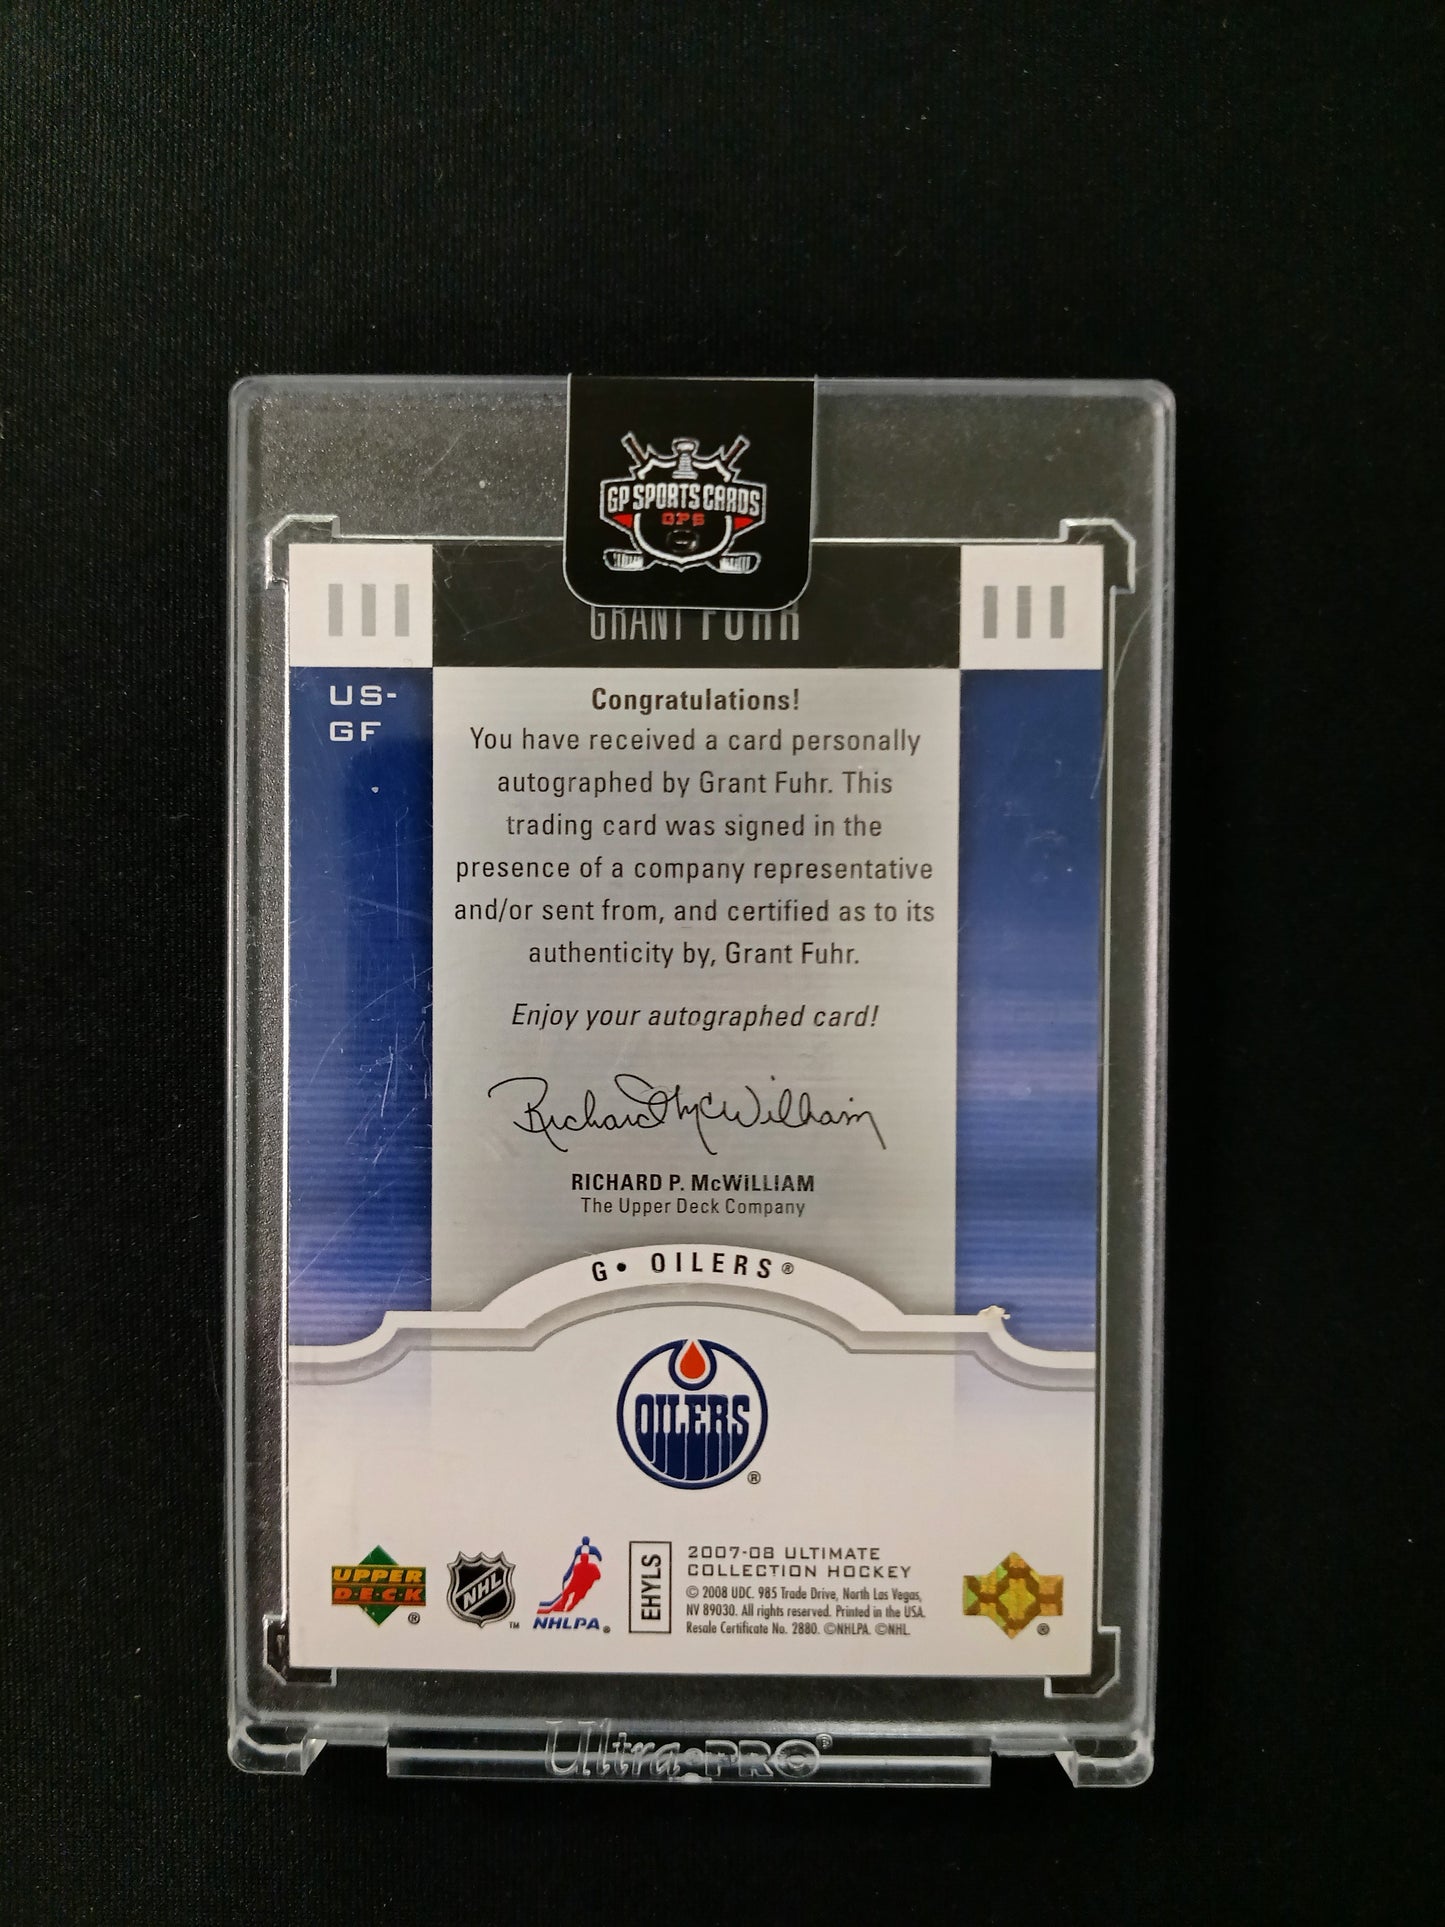 GP SPORTS CARDS
GPS
GRANT FUHR
US-
GF
Congratulations!
You have received a card personally
autographed by Grant Fuhr. This
trading card was signed in the
presence of a company representative
and/or sent from, and certified as to its
authenticity by, Grant Fuhr.
Enjoy your autographed card!
Richard P. McWilliam
RICHARD P. McWiLLIAM
The Upper Deck Company
G • OILERS®
OILERS ®
UPPER
D·E·C·K ®
NHL ™
NHLPA ®
EHYLS
2007-08 ULTIMATE
COLLECTION HOCKEY
© 2008 UDC. 985 Trade Drive, North Las Vegas,
NV 89030. All rights reserved. Printed in the USA.
Resale Certificate No. 2880. ©NHLPA. ©NHL.
®
Ultra·PRO®